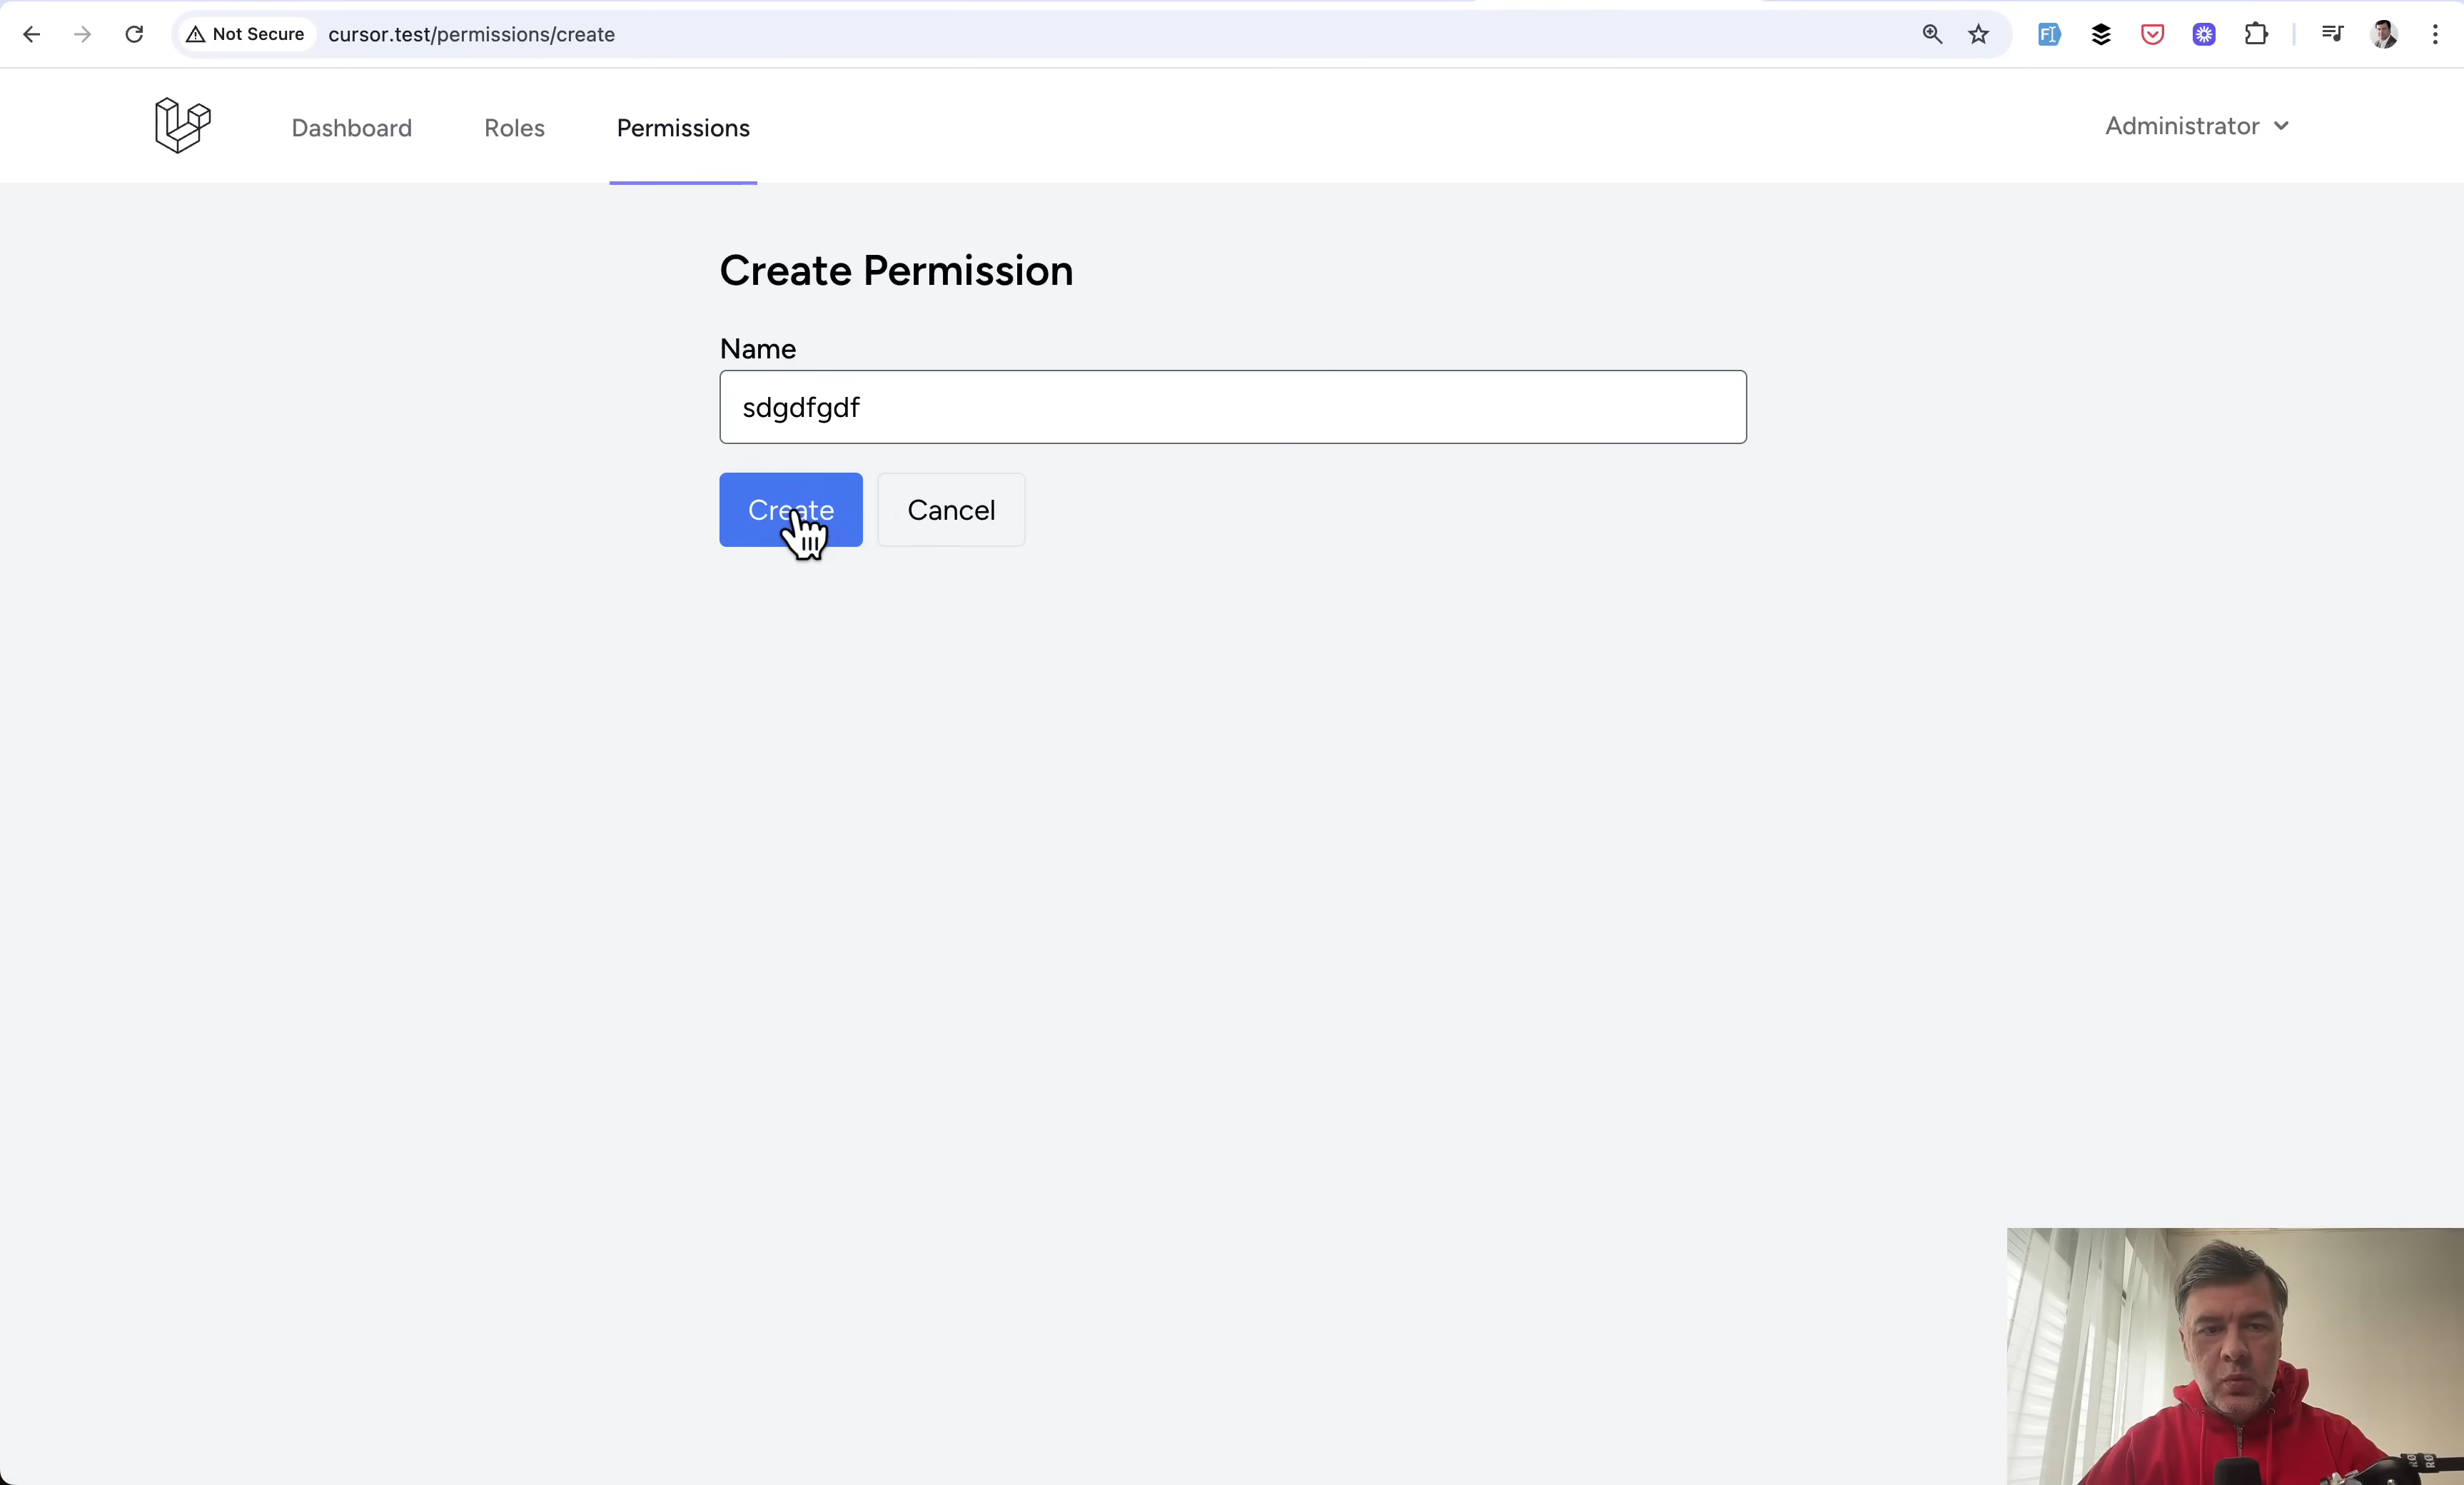 Not Secure cursor.test/permissions/create
Dashboard Roles Permissions Administrator
Create Permission
Name
sdgdfgdf
Create Cancel